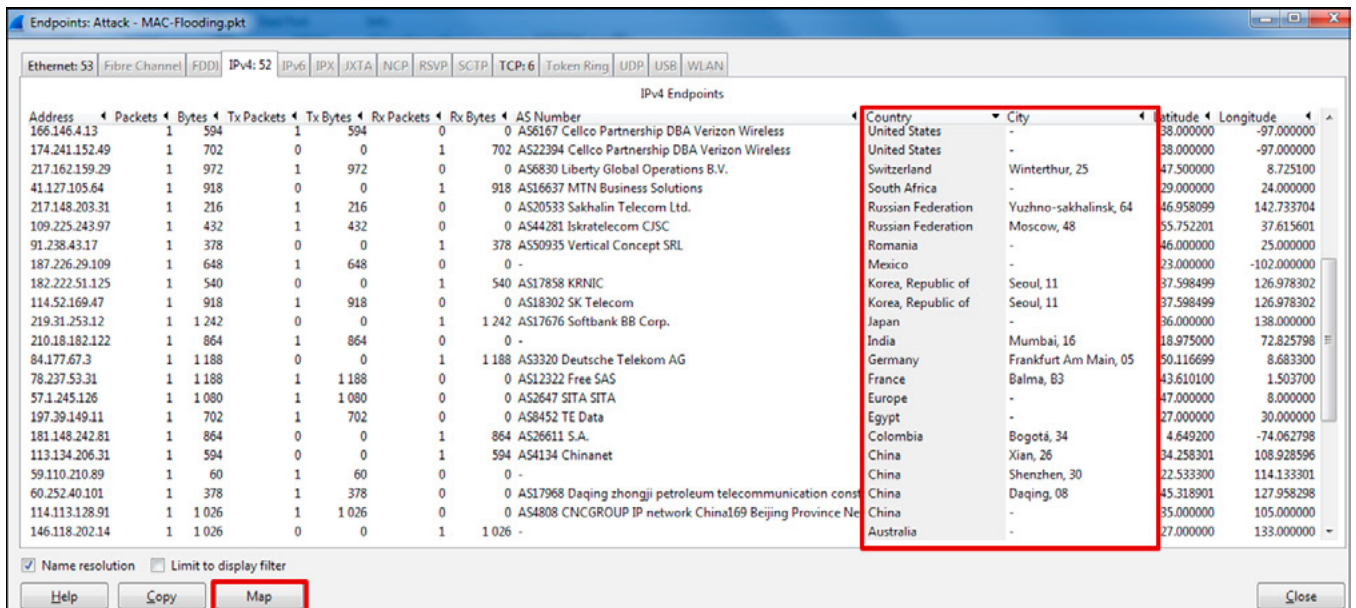 Endpoints: Attack - MAC-Flooding.pkt
Ethernet: 53 Fibre Channel FDDI IPv4: 52 IPv6 IPX JXTA NCP RSVP SCTP TCP: 6 Token Ring UDP USB WLAN
IPv4 Endpoints
Address Packets Bytes Tx Packets Tx Bytes Rx Packets Rx Bytes AS Number Country City Latitude Longitude
166.146.4.13 1 594 1 594 0 0 AS6167 Cellco Partnership DBA Verizon Wireless United States - 38.000000 -97.000000
174.241.152.49 1 702 0 0 1 702 AS22394 Cellco Partnership DBA Verizon Wireless United States - 38.000000 -97.000000
217.162.159.29 1 972 1 972 0 0 AS6830 Liberty Global Operations B.V. Switzerland Winterthur, 25 47.500000 8.725100
41.127.105.64 1 918 0 0 1 918 AS16637 MTN Business Solutions South Africa - 29.000000 24.000000
217.148.203.31 1 216 1 216 0 0 AS20533 Sakhalin Telecom Ltd. Russian Federation Yuzhno-sakhalinsk, 64 46.958099 142.733704
109.225.243.97 1 432 1 432 0 0 AS44281 Iskratelecom CJSC Russian Federation Moscow, 48 55.752201 37.615601
91.238.43.17 1 378 0 0 1 378 AS50935 Vertical Concept SRL Romania - 46.000000 25.000000
187.226.29.109 1 648 1 648 0 0 - Mexico - 23.000000 -102.000000
182.222.51.125 1 540 0 0 1 540 AS17858 KRNIC Korea, Republic of Seoul, 11 37.598499 126.978302
114.52.169.47 1 918 1 918 0 0 AS18302 SK Telecom Korea, Republic of Seoul, 11 37.598499 126.978302
219.31.253.12 1 1 242 0 0 1 1 242 AS17676 Softbank BB Corp. Japan - 36.000000 138.000000
210.18.182.122 1 864 1 864 0 0 - India Mumbai, 16 18.975000 72.825798
84.177.67.3 1 1 188 0 0 1 1 188 AS3320 Deutsche Telekom AG Germany Frankfurt Am Main, 05 50.116699 8.683300
78.237.53.31 1 1 188 1 1 188 0 0 AS12322 Free SAS France Balma, B3 43.610100 1.503700
57.1.245.126 1 1 080 1 1 080 0 0 AS2647 SITA SITA Europe - 47.000000 8.000000
197.39.149.11 1 702 1 702 0 0 AS8452 TE Data Egypt - 27.000000 30.000000
181.148.242.81 1 864 0 0 1 864 AS26611 S.A. Colombia Bogotá, 34 4.649200 -74.062798
113.134.206.31 1 594 0 0 1 594 AS4134 Chinanet China Xian, 26 34.258301 108.928596
59.110.210.89 1 60 1 60 0 0 - China Shenzhen, 30 22.533300 114.133301
60.252.40.101 1 378 1 378 0 0 AS17968 Daqing zhongji petroleum telecommunication const China Daqing, 08 45.318901 127.958298
114.113.128.91 1 1 026 1 1 026 0 0 AS4808 CNCGROUP IP network China169 Beijing Province Ne China - 35.000000 105.000000
146.118.202.14 1 1 026 0 0 1 1 026 - Australia - 27.000000 133.000000
Name resolution Limit to display filter
Help Copy Map Close